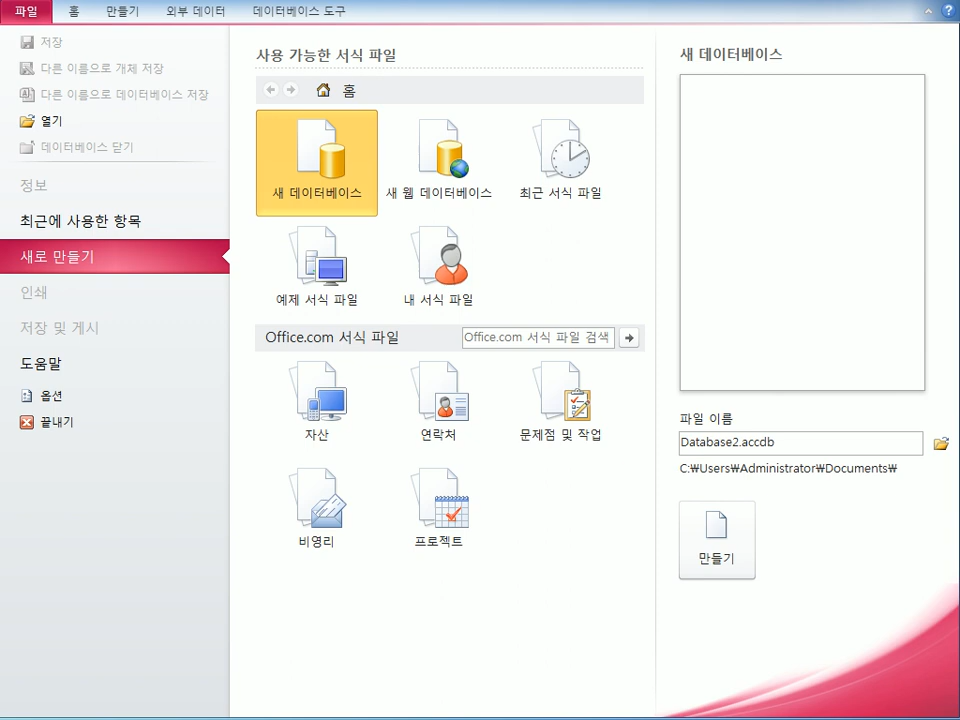 파일 홈 만들기 외부 데이터 데이터베이스 도구
저장
다른 이름으로 개체 저장
다른 이름으로 데이터베이스 저장
열기
데이터베이스 닫기
정보
최근에 사용한 항목
새로 만들기
인쇄
저장 및 게시
도움말
옵션
끝내기
사용 가능한 서식 파일
홈
새 데이터베이스 새 웹 데이터베이스 최근 서식 파일
예제 서식 파일 내 서식 파일
Office.com 서식 파일 Office.com 서식 파일 검색
자산 연락처 문제점 및 작업
비영리 프로젝트
새 데이터베이스
파일 이름
Database2.accdb
C:₩Users₩Administrator₩Documents₩
만들기